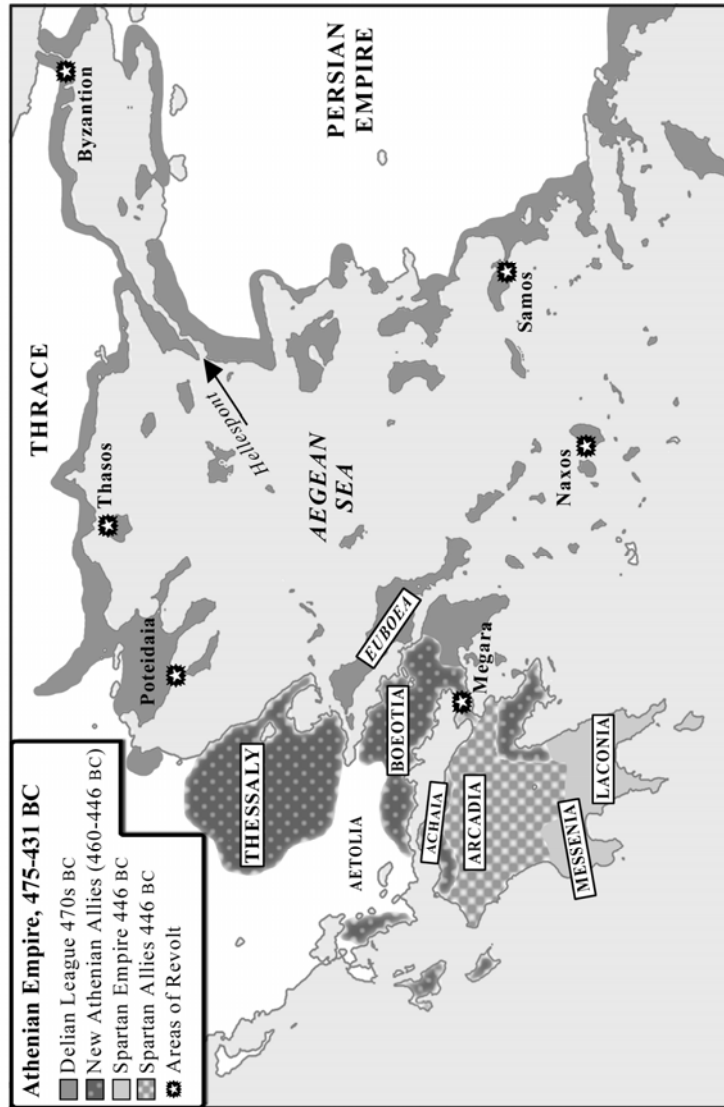 Athenian Empire, 475-431 BC
Delian League 470s BC
New Athenian Allies (460-446 BC)
Spartan Empire 446 BC
Spartan Allies 446 BC
Areas of Revolt
THRACE
Byzantion
Thasos
Poteidaia
Hellespont
PERSIAN
EMPIRE
AEGEAN
SEA
THESSALY
AETOLIA
EUBOEA
BOEOTIA
Megara
ACHAIA
ARCADIA
MESSENIA
LACONIA
Naxos
Samos